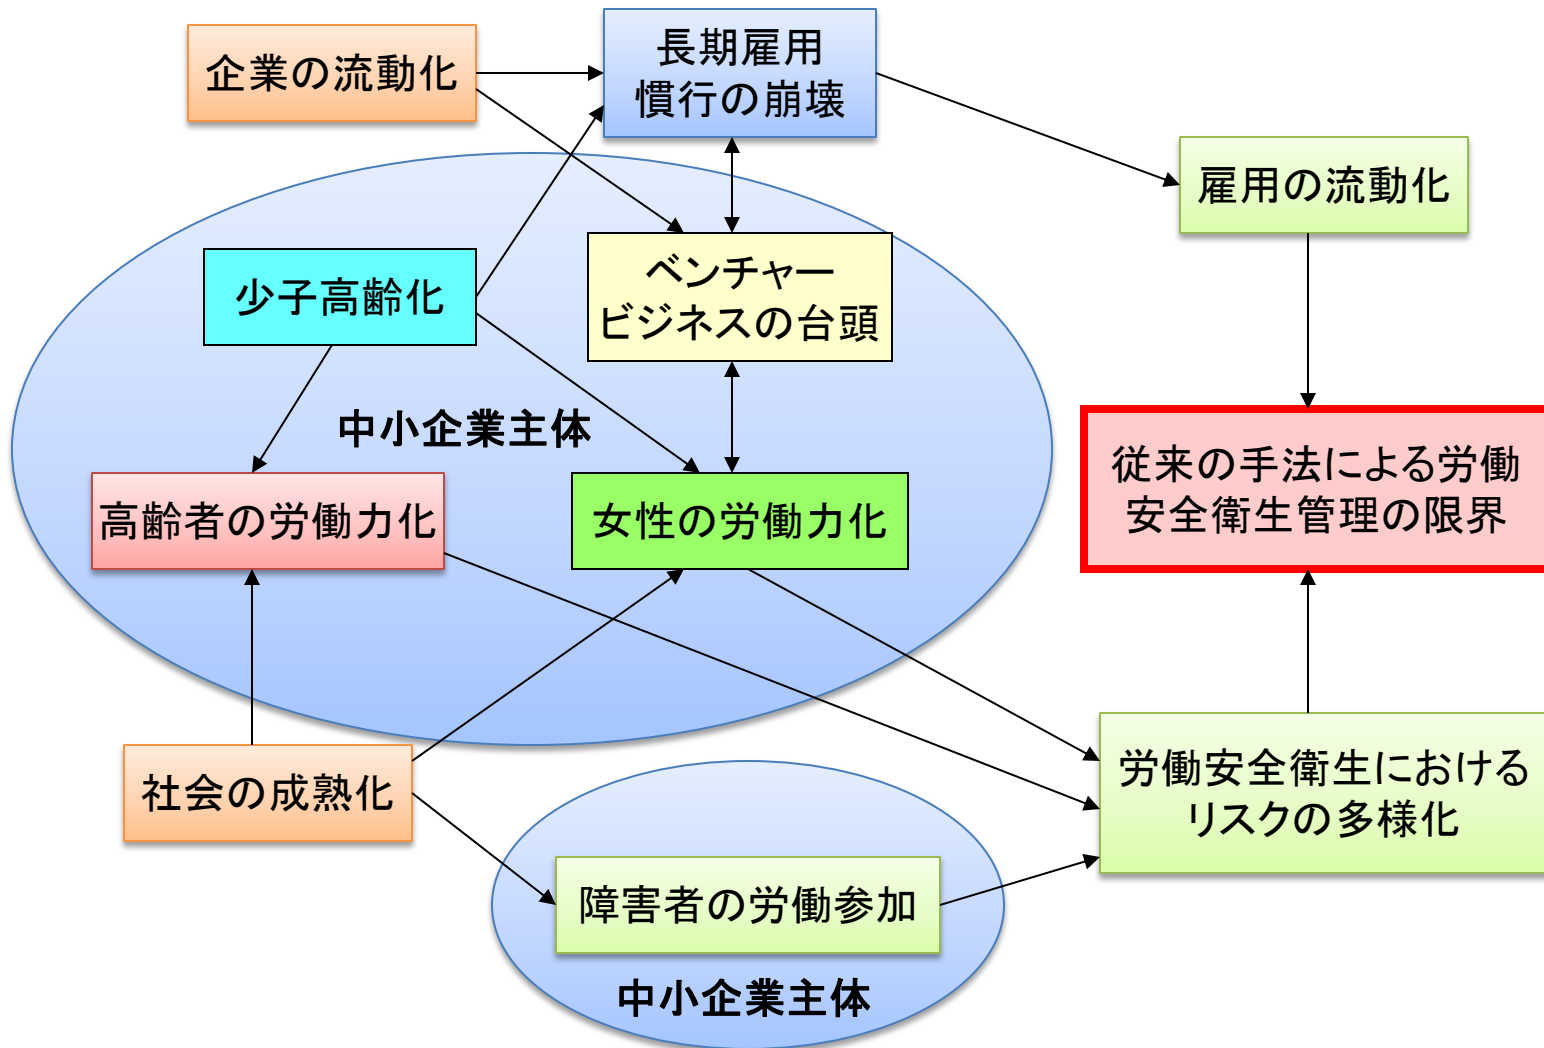 企業の流動化
長期雇用
慣行の崩壊
雇用の流動化
少子高齢化
ベンチャー
ビジネスの台頭
中小企業主体
高齢者の労働力化
女性の労働力化
従来の手法による労働
安全衛生管理の限界
社会の成熟化
労働安全衛生における
リスクの多様化
障害者の労働参加
中小企業主体